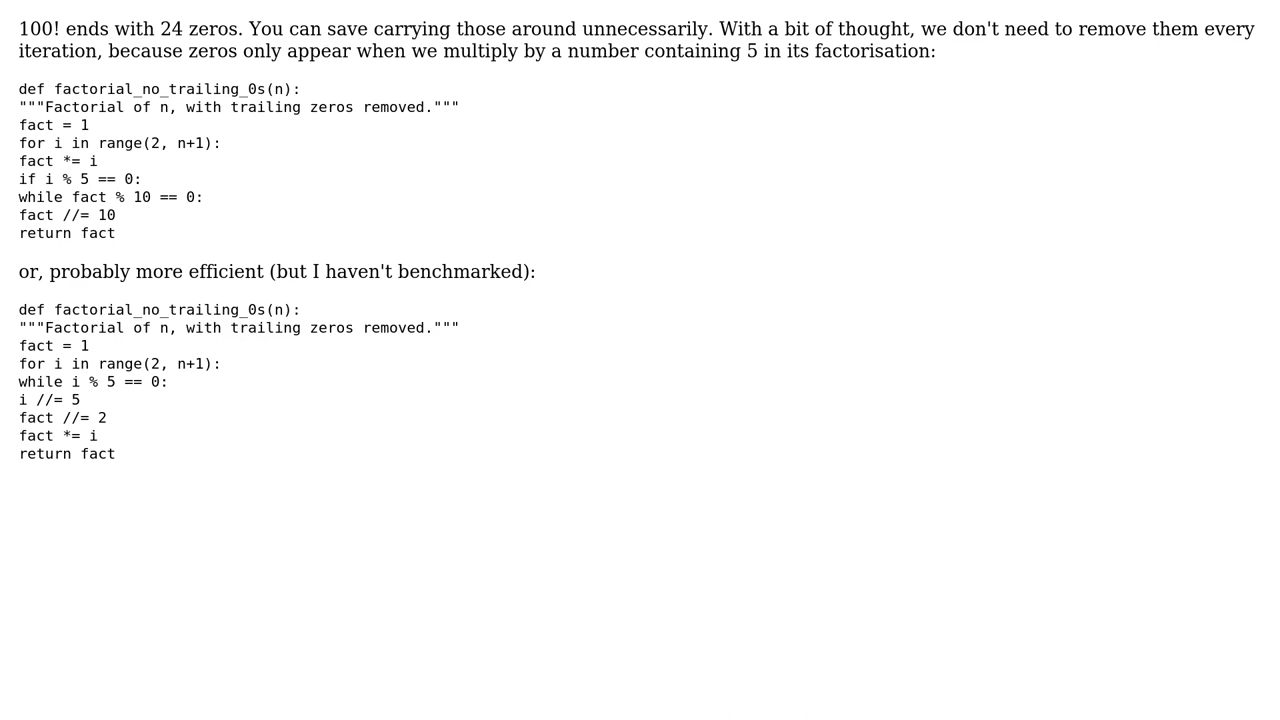 100! ends with 24 zeros. You can save carrying those around unnecessarily. With a bit of thought, we don't need to remove them every
iteration, because zeros only appear when we multiply by a number containing 5 in its factorisation:
def factorial_no_trailing_0s(n):
"""Factorial of n, with trailing zeros removed."""
fact = 1
for i in range(2, n+1):
fact *= i
if i % 5 == 0:
while fact % 10 == 0:
fact //= 10
return fact
or, probably more efficient (but I haven't benchmarked):
def factorial_no_trailing_0s(n):
"""Factorial of n, with trailing zeros removed."""
fact = 1
for i in range(2, n+1):
while i % 5 == 0:
i //= 5
fact //= 2
fact *= i
return fact